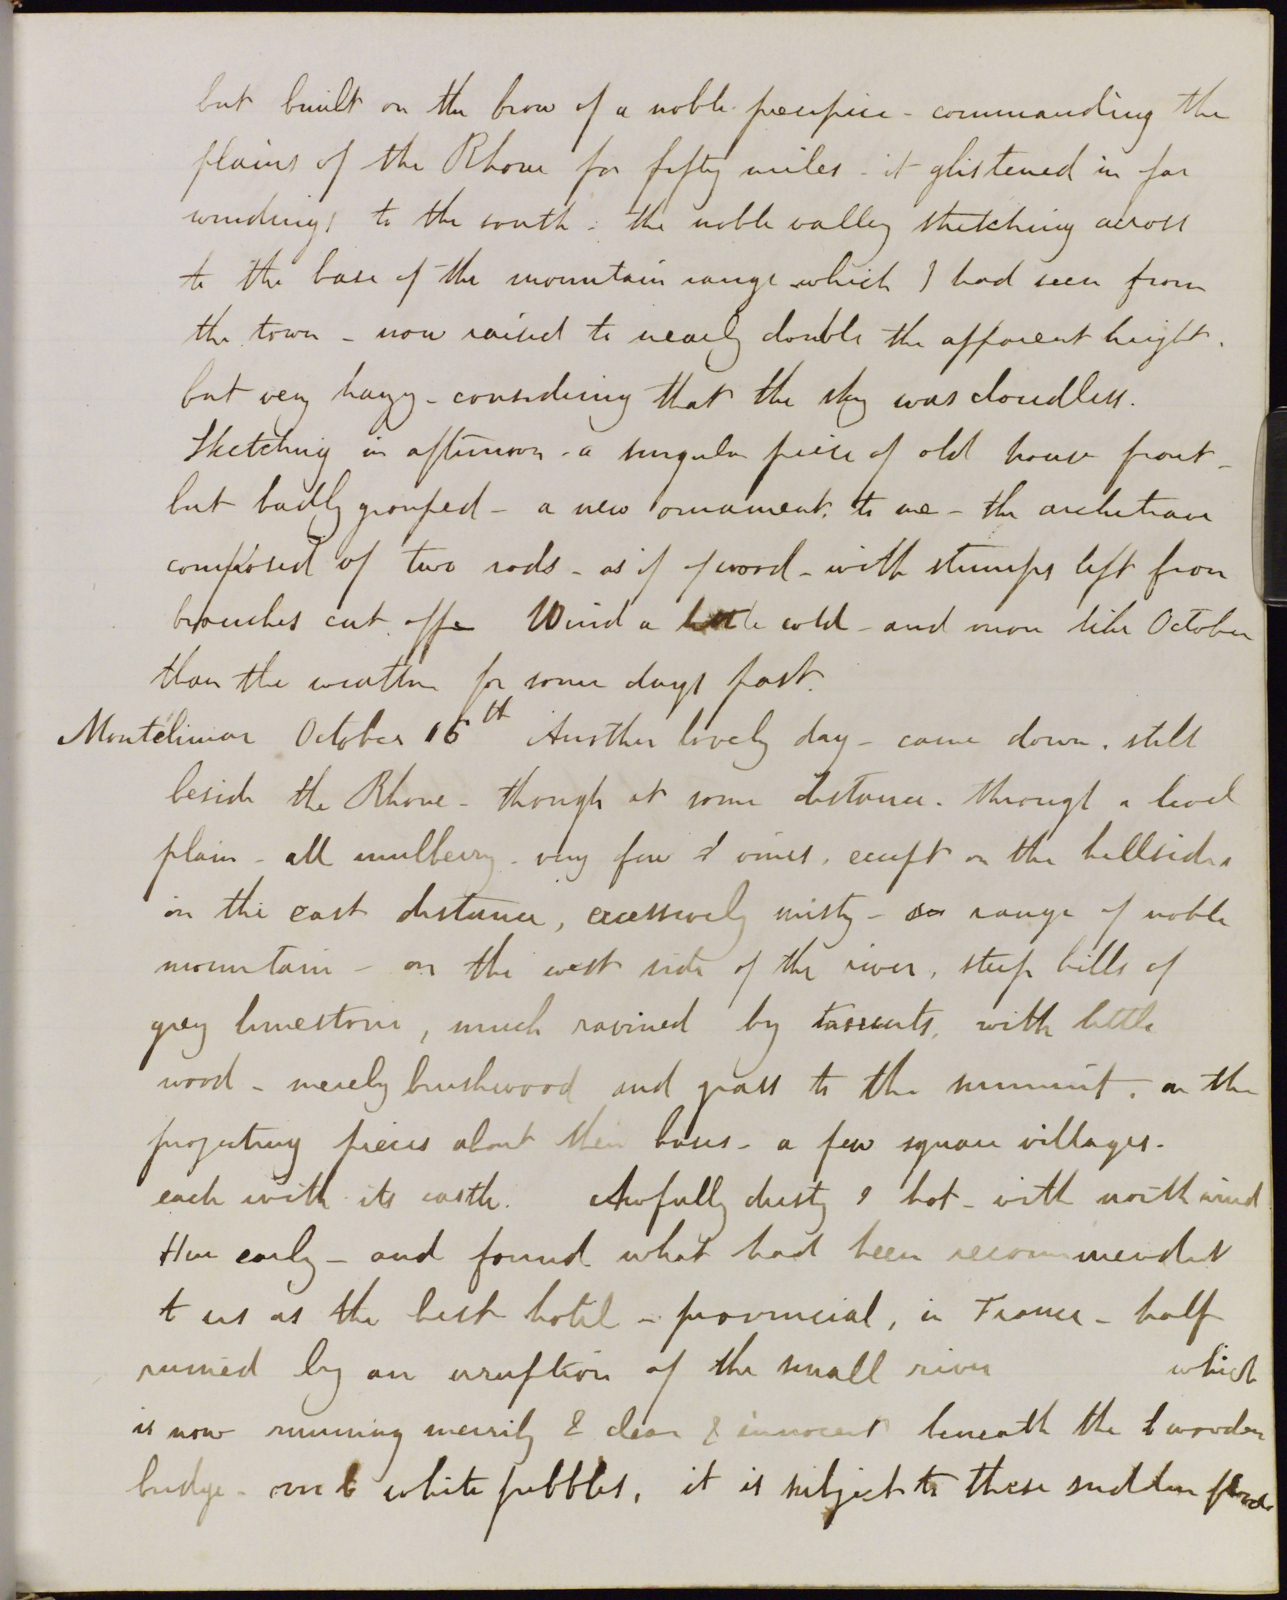 but built on the brow of a noble precipice - commanding the
plains of the Rhone for fifty miles - it glistened in far
windings to the south - the noble valley stretching across
to the base of the mountain range which I had seen from
the town - now raised to nearly double the apparent height.
but very hazy - considering that the sky was cloudless.
Sketching in afternoon - a singular piece of old house front -
but badly grouped - a new ornament, to me - the architrave
composed of two rods - as if of wood - with stumps left from
branches cut off - Wind a little cold - and more like October
than the weather for some days past.
Montélimar October 16th Another lovely day - came down, still
beside the Rhone - though at some distance - through a level
plain - all mulberry - very few vines, except on the hillsides
in the east distance, excessively misty - a range of noble
mountain - on the west side of the river, steep hills of
grey limestone, much ravined by torrents, with little
wood - merely brushwood and grass to the summit, on the
projecting pieces about their bases - a few square villages -
each with its castle. Awfully dusty & hot - with north wind
Here early - and found what had been recommended
to us as the best hotel - provincial, in France - half
ruined by an irruption of the small river which
is now running merrily & clear & innocent beneath the wooden
bridge - over white pebbles, it is subject to these sudden floods